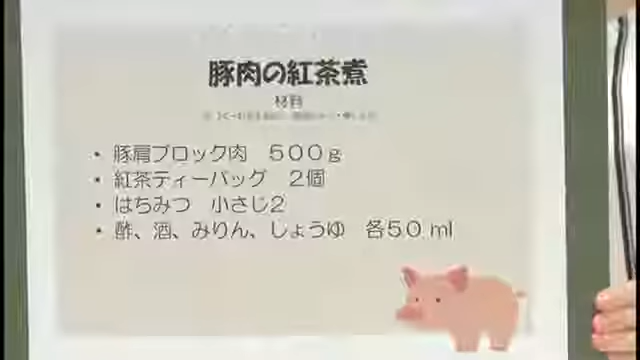 豚肉の紅茶煮
材料
・豚肩ブロック肉　５００ｇ
・紅茶ティーバッグ　２個
・はちみつ　小さじ２
・酢、酒、みりん、しょうゆ　各５０ ml